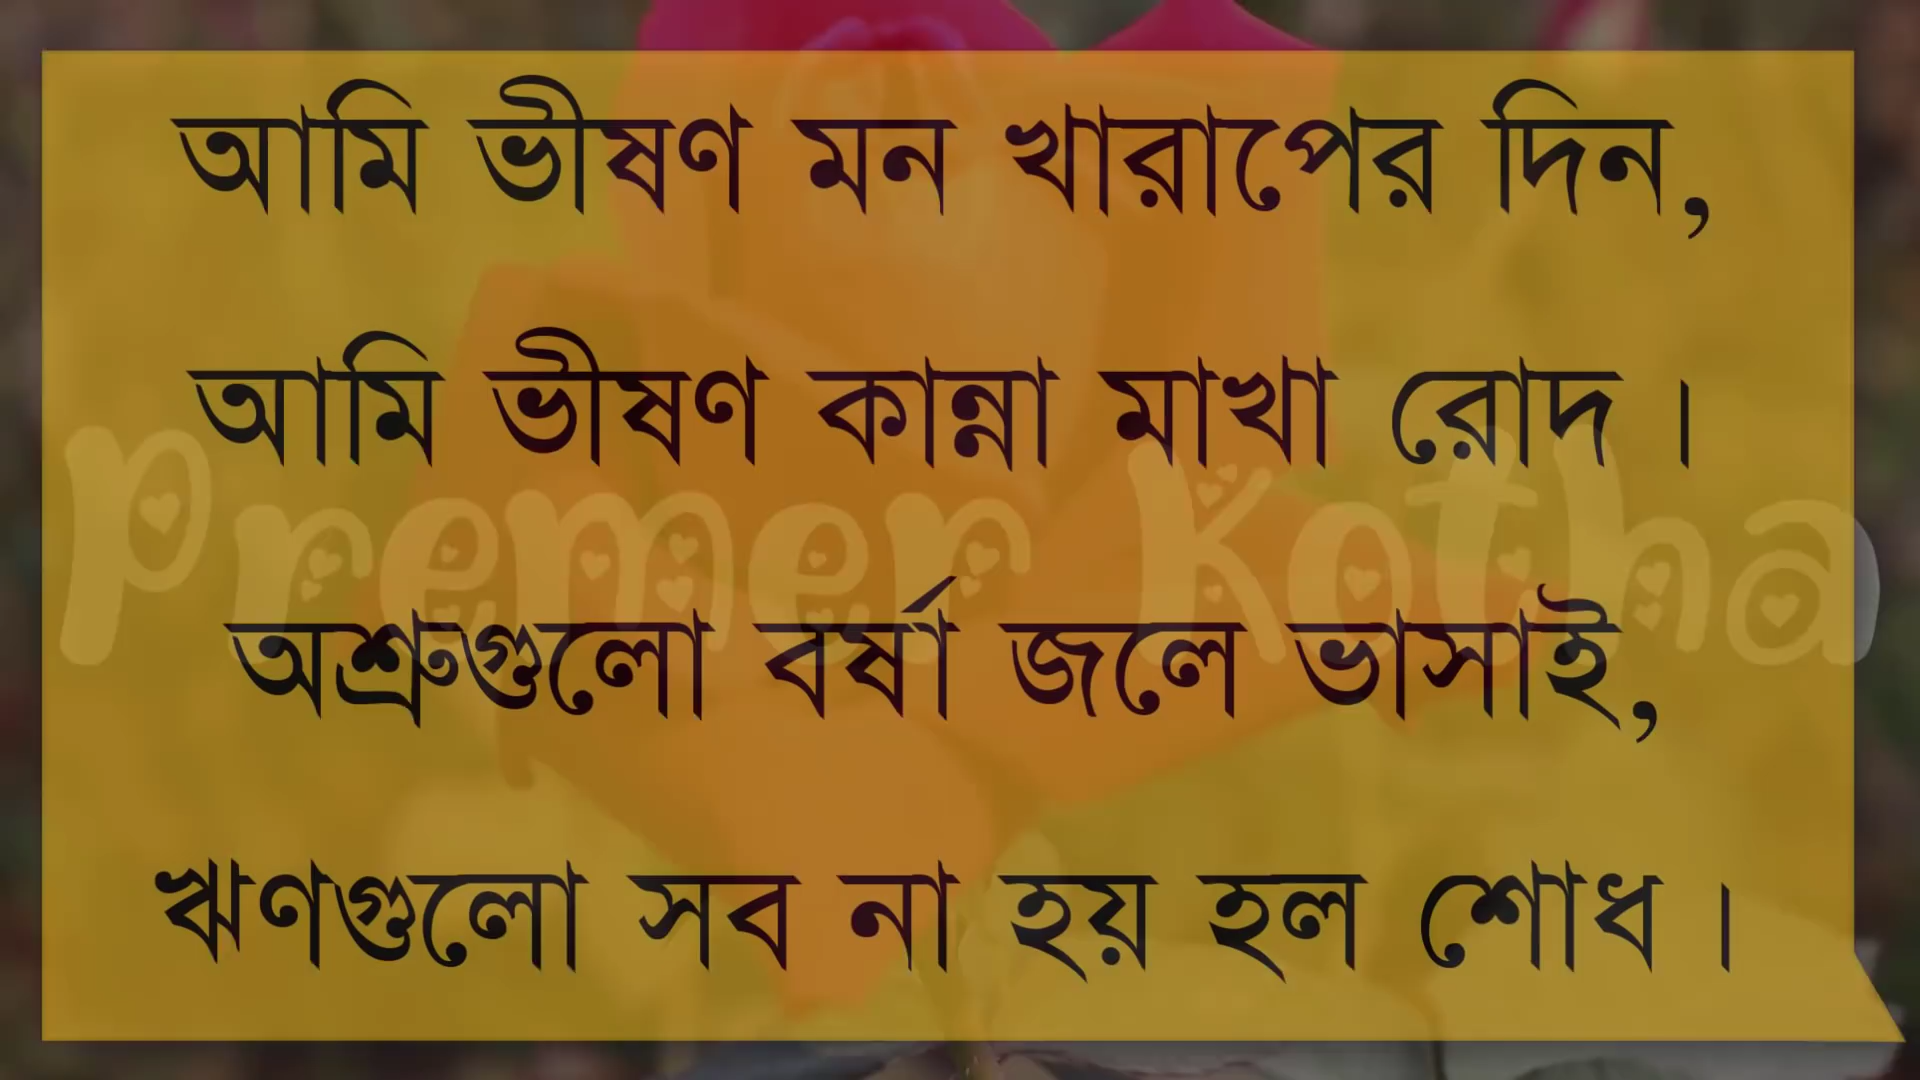 আমি ভীষণ মন খারাপের দিন,
আমি ভীষণ কান্না মাখা রোদ ।
Premer Kotha
অশ্রুগুলো বর্ষা জলে ভাসাই,
ঋণগুলো সব না হয় হল শোধ ।